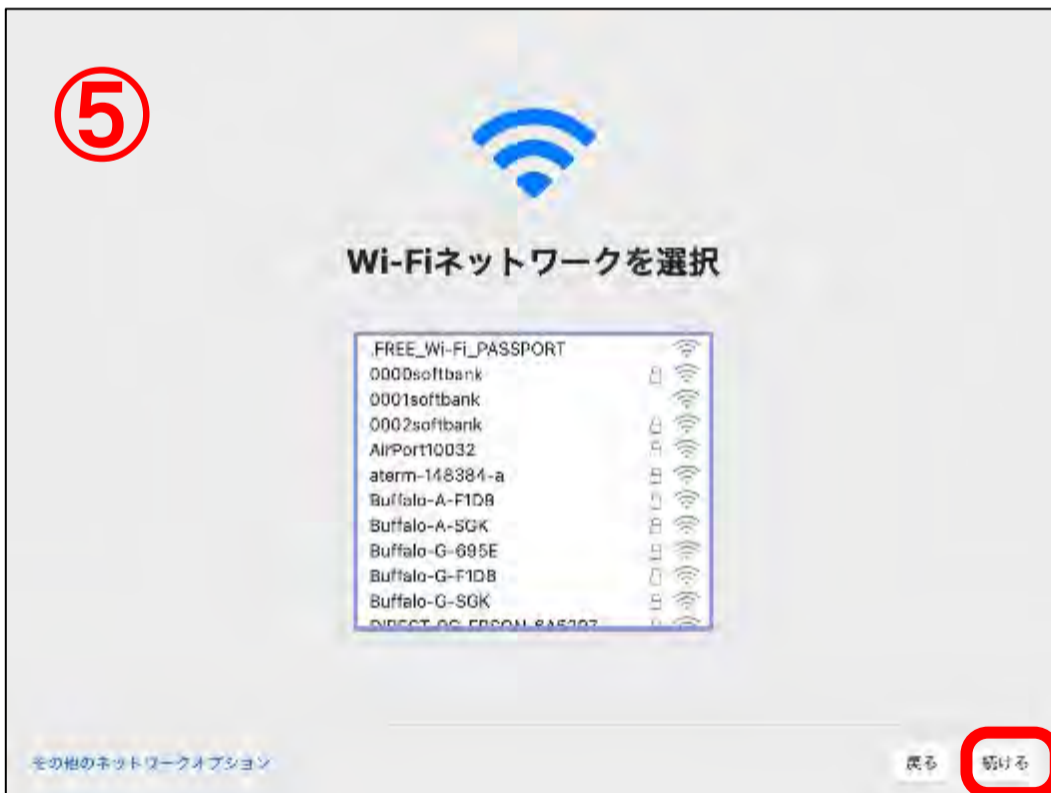 ⑤
Wi-Fiネットワークを選択
.FREE_Wi-Fi_PASSPORT
0000softbank
0001softbank
0002softbank
AirPort10032
aterm-148384-a
Buffalo-A-F1D8
Buffalo-A-SGK
Buffalo-G-695E
Buffalo-G-F1D8
Buffalo-G-SGK
その他のネットワークオプション
戻る
続ける